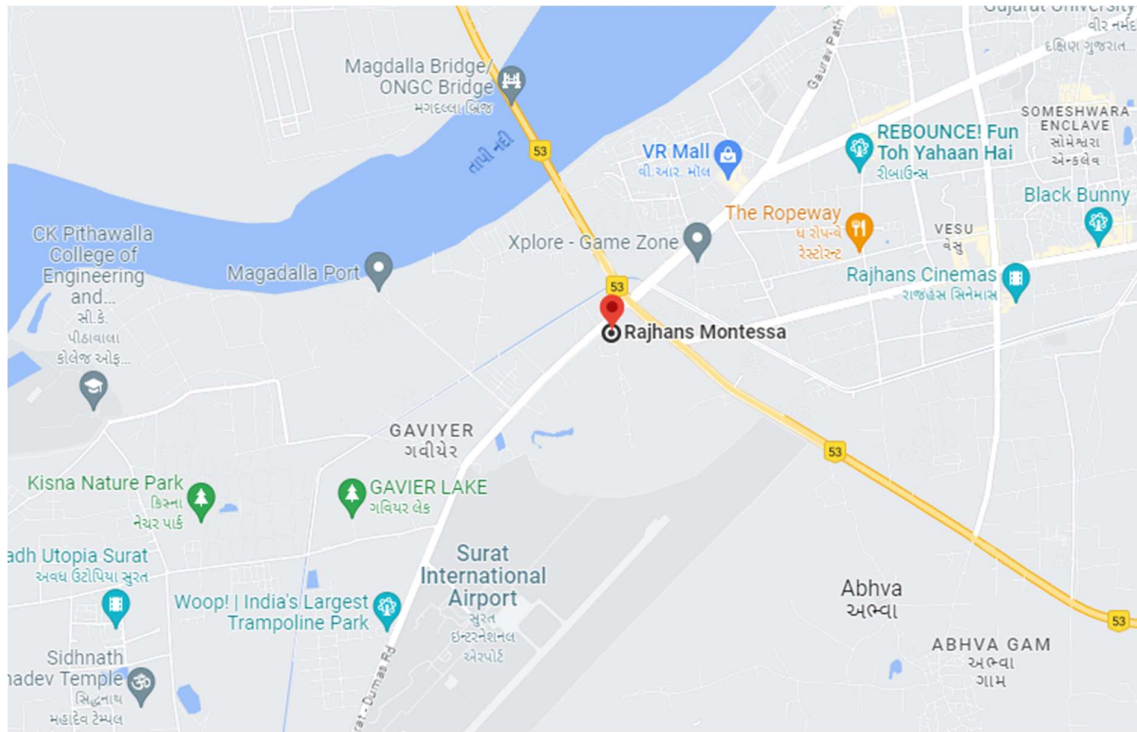 Gujarat University
વીર નર્મદ
દક્ષિણ ગુજરાત...
Magdalla Bridge/
ONGC Bridge
મગદલ્લા બ્રિજ
Gaurav Path
53
તાપી નદી
VR Mall
વી.આર. મૉલ
REBOUNCE! Fun
Toh Yahaan Hai
રીબાઉન્સ
SOMESHWARA
ENCLAVE
સોમેશ્વરા
એન્ક્લેવ
Black Bunny
The Ropeway
ધ રોપવે
રેસ્ટોરન્ટ
VESU
વેસુ
CK Pithawalla
College of
Engineering
and...
સી.કે.
પીઠાવાલા
કોલેજ ઓફ...
Magadalla Port
Xplore - Game Zone
Rajhans Cinemas
રાજહંસ સિનેમાસ
53
Rajhans Montessa
GAVIYER
ગવીયેર
53
Kisna Nature Park
ક્રિસ્ના
નેચર પાર્ક
GAVIER LAKE
ગવિયર લેક
adh Utopia Surat
અવધ ઉટોપિયા સુરત
Surat
International
Airport
સુરત
ઇન્ટરનેશનલ
એરપોર્ટ
Woop! | India's Largest
Trampoline Park
Abhva
અભ્વા
53
ABHVA GAM
અભ્વા
ગામ
Sidhnath
nadev Temple
સિદ્ધનાથ
મહાદેવ ટેમ્પલ
rat - Dumas Rd